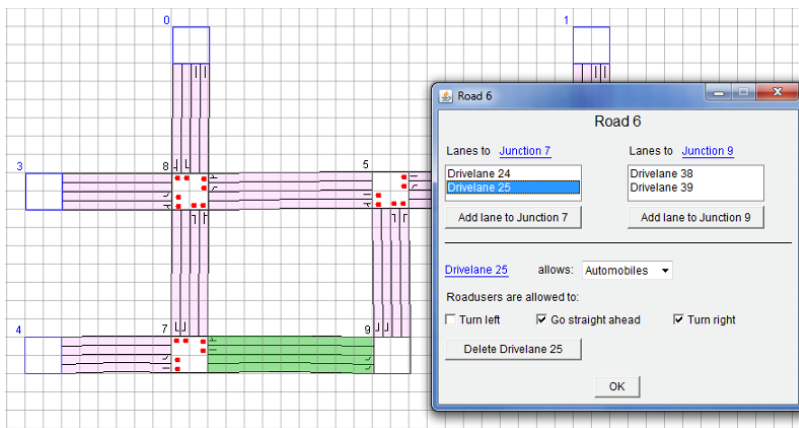 0
1
3
8
5
4
7
9
Road 6
Road 6
Lanes to Junction 7
Lanes to Junction 9
Drivelane 24
Drivelane 25
Drivelane 38
Drivelane 39
Add lane to Junction 7
Add lane to Junction 9
Drivelane 25 allows: Automobiles
Roadusers are allowed to:
Turn left Go straight ahead Turn right
Delete Drivelane 25
OK